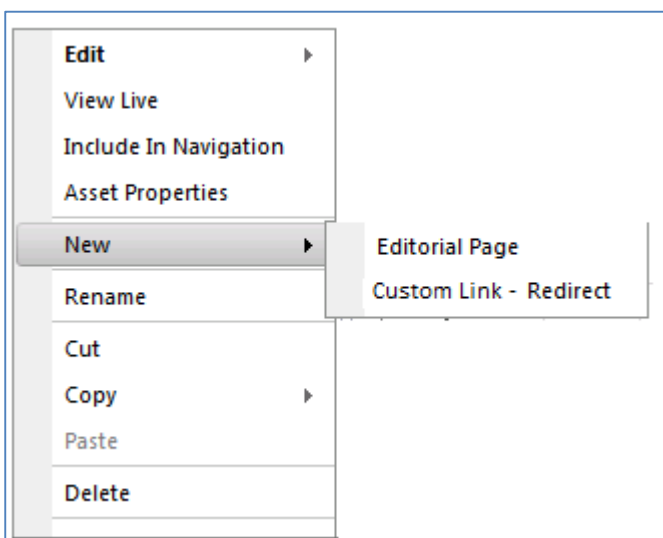 Edit
View Live
Include In Navigation
Asset Properties
New
Editorial Page
Custom Link - Redirect
Rename
Cut
Copy
Paste
Delete